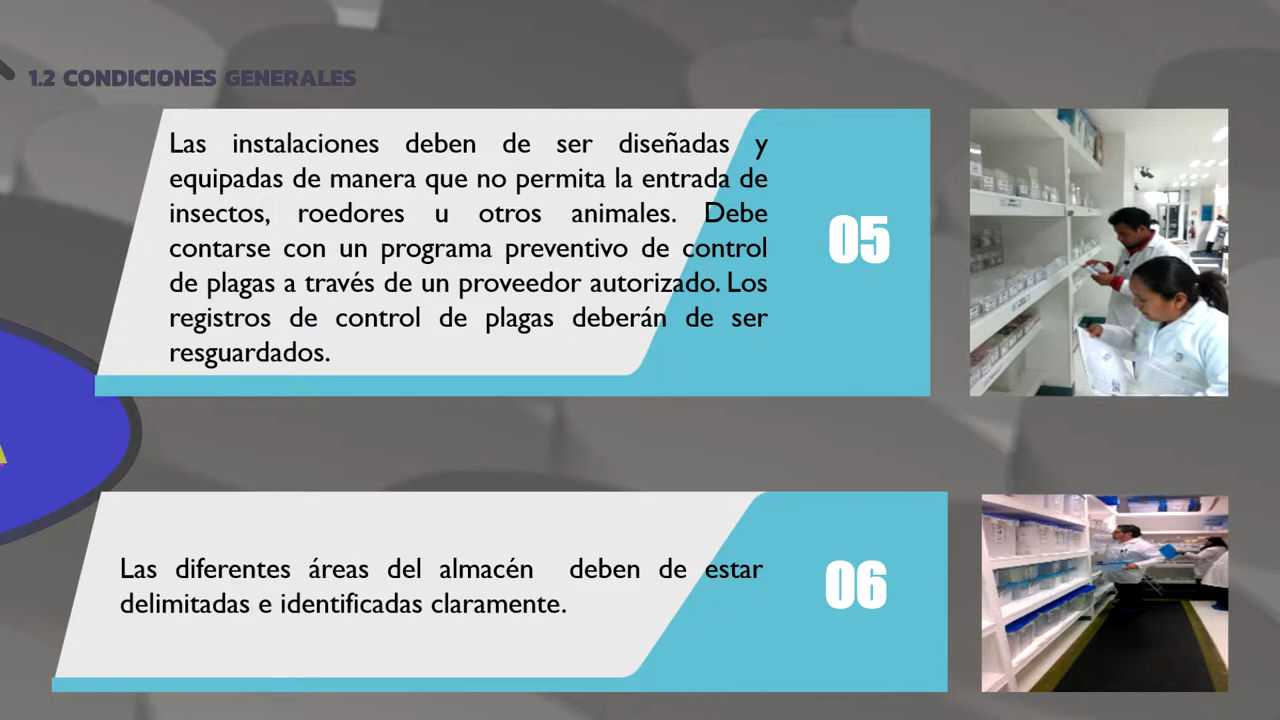 1.2 CONDICIONES GENERALES
Las instalaciones deben de ser diseñadas y
equipadas de manera que no permita la entrada de
insectos, roedores u otros animales. Debe
contarse con un programa preventivo de control
de plagas a través de un proveedor autorizado. Los
registros de control de plagas deberán de ser
resguardados.
05
Las diferentes áreas del almacén deben de estar
delimitadas e identificadas claramente.
06